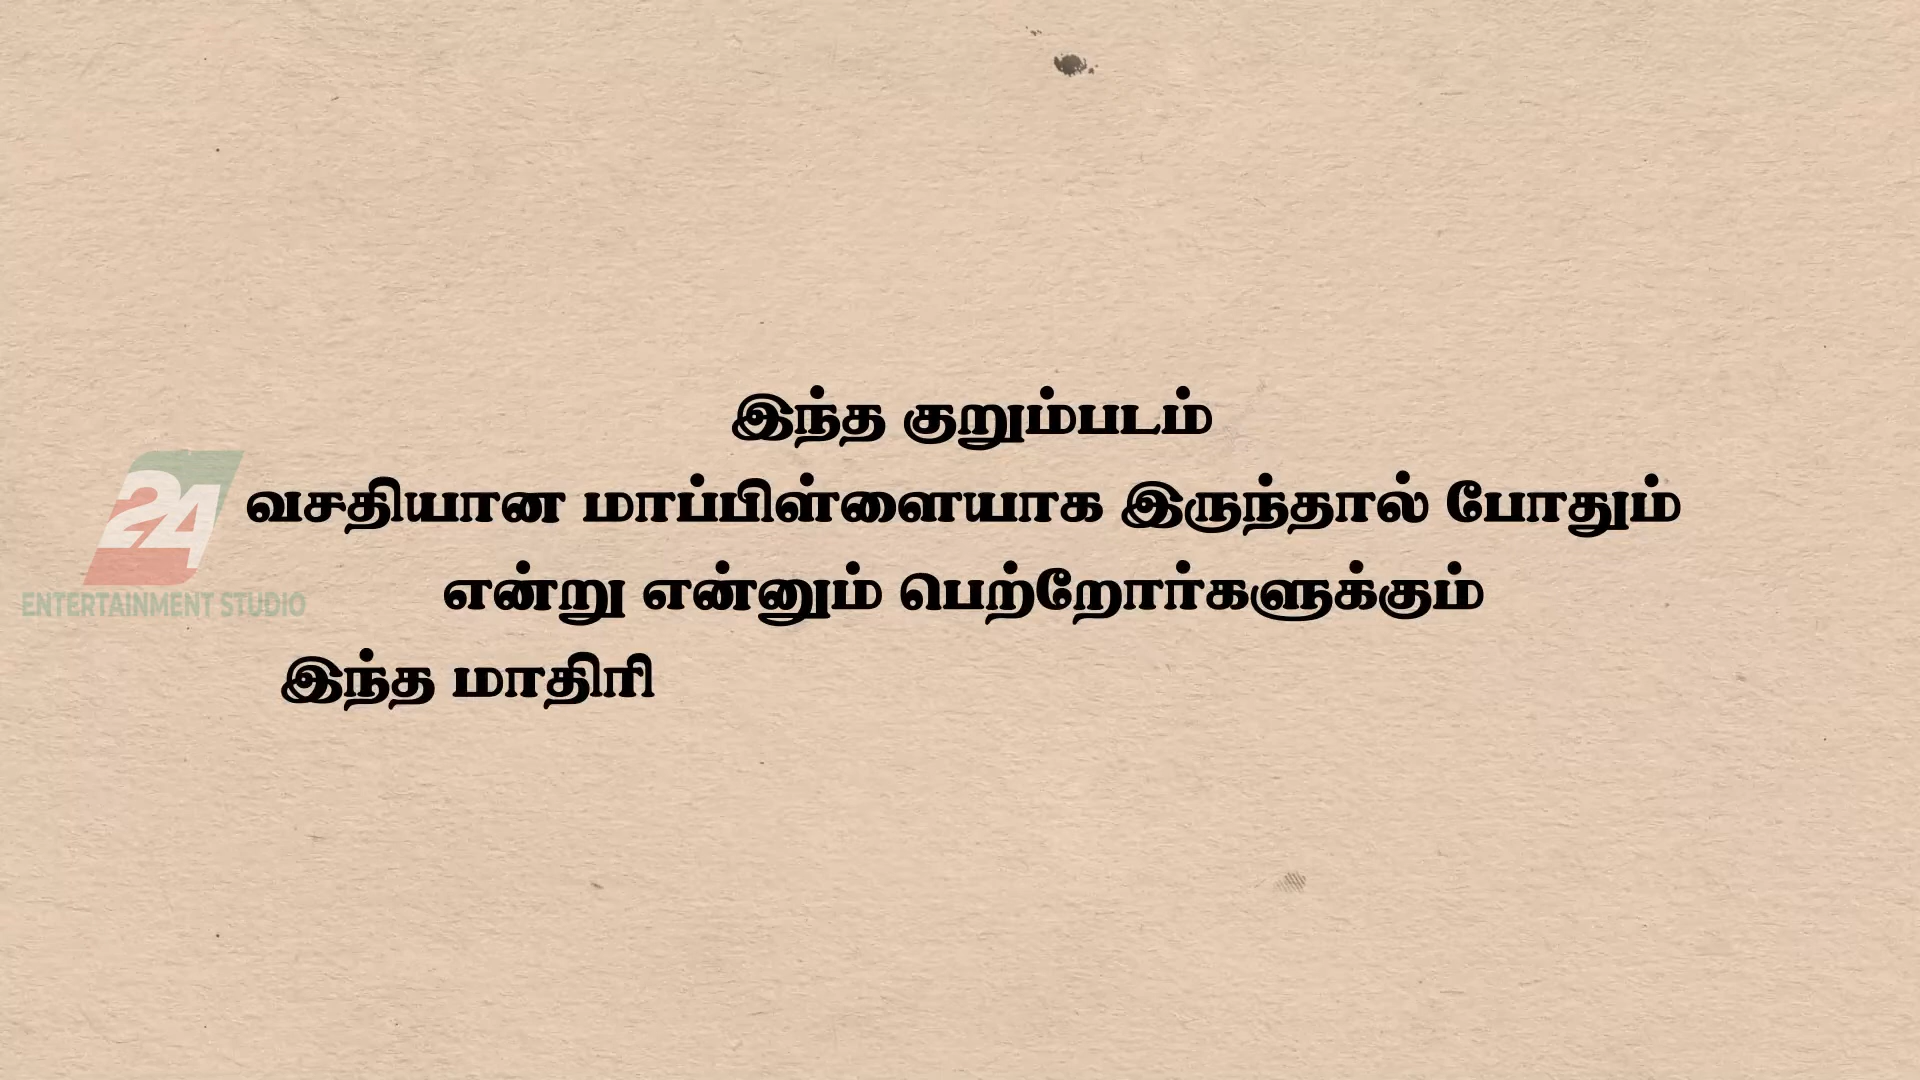 இந்த குறும்படம்
வசதியான மாப்பிள்ளையாக இருந்தால் போதும்
என்று என்னும் பெற்றோர்களுக்கும்
இந்த மாதிரி
24
ENTERTAINMENT STUDIO